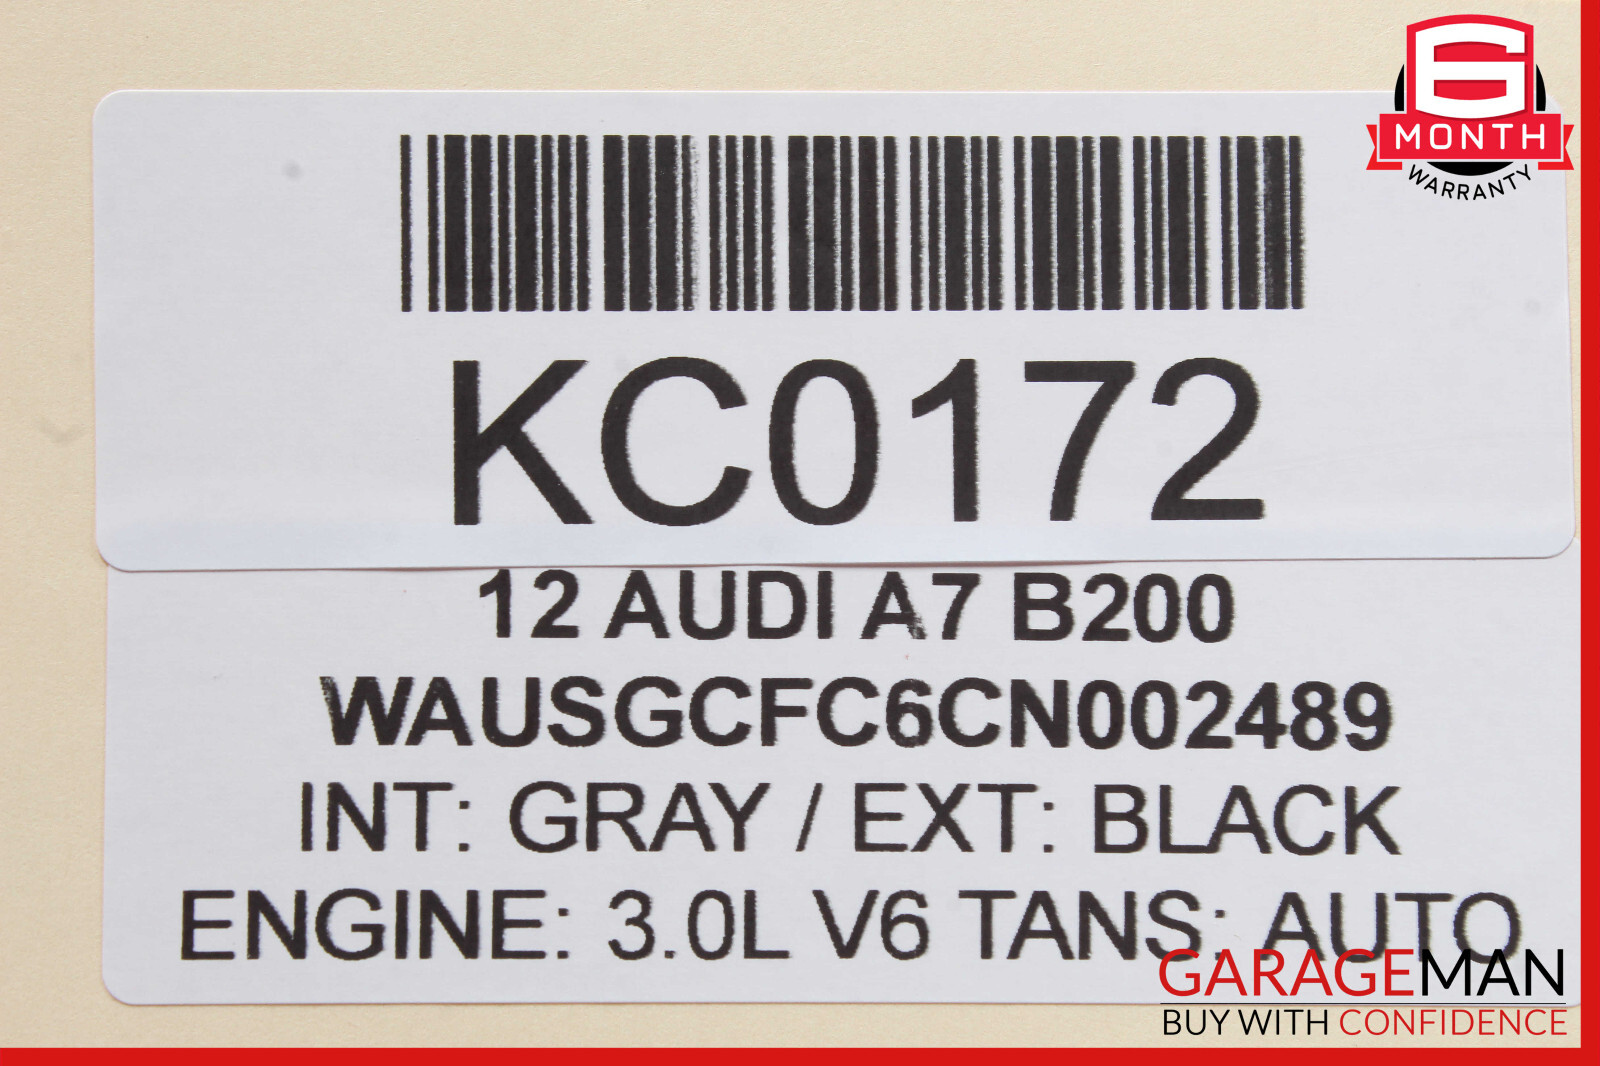 6
MONTH
WARRANTY
KC0172
12 AUDI A7 B200
WAUSGCFC6CN002489
INT: GRAY / EXT: BLACK
ENGINE: 3.0L V6 TANS: AUTO
GARAGEMAN
BUY WITH CONFIDENCE